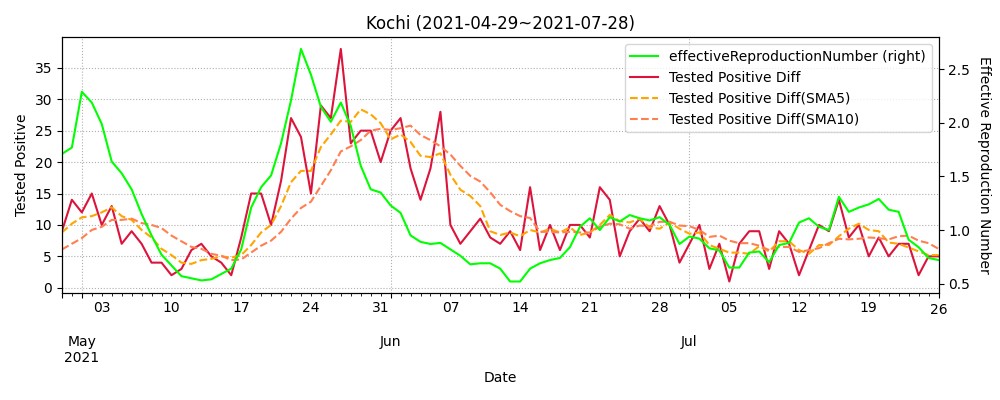 Kochi (2021-04-29~2021-07-28)
effectiveReproductionNumber (right)
Tested Positive Diff
Tested Positive Diff(SMA5)
Tested Positive Diff(SMA10)
Tested Positive
35
30
25
20
15
10
5
0
2.5
2.0
1.5
1.0
0.5
Effective Reproduction Number
03 10 17 24 31 07 14 21 28 05 12 19 26
May Jun Jul
2021
Date